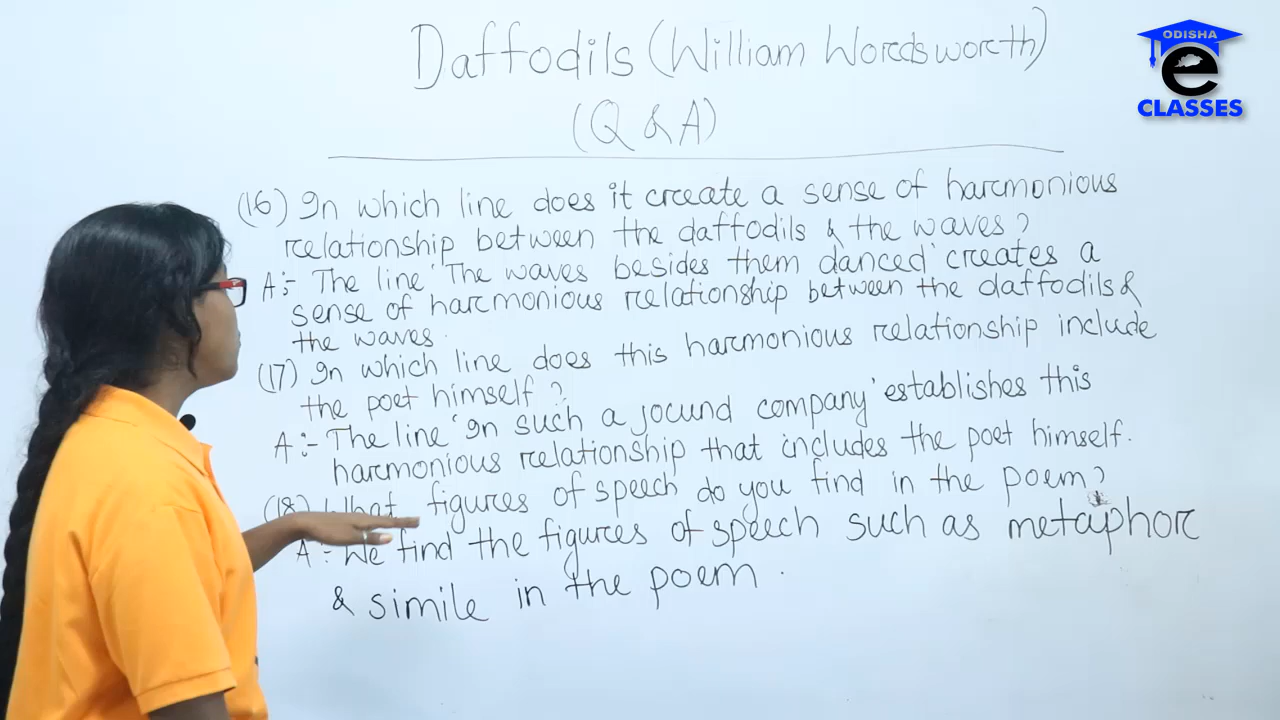 Daffodils (William Wordsworth)
(Q & A)
ODISHA
e
CLASSES
(16) In which line does it create a sense of harmonious
relationship between the daffodils & the waves?
A:- The line 'The waves besides them danced' creates a
sense of harmonious relationship between the daffodils &
the waves.
(17) In which line does this harmonious relationship include
the poet himself?
A:- The line 'In such a jocund company' establishes this
harmonious relationship that includes the poet himself.
(18) What figures of speech do you find in the poem?
A:- We find the figures of speech such as metaphor
& simile in the poem.